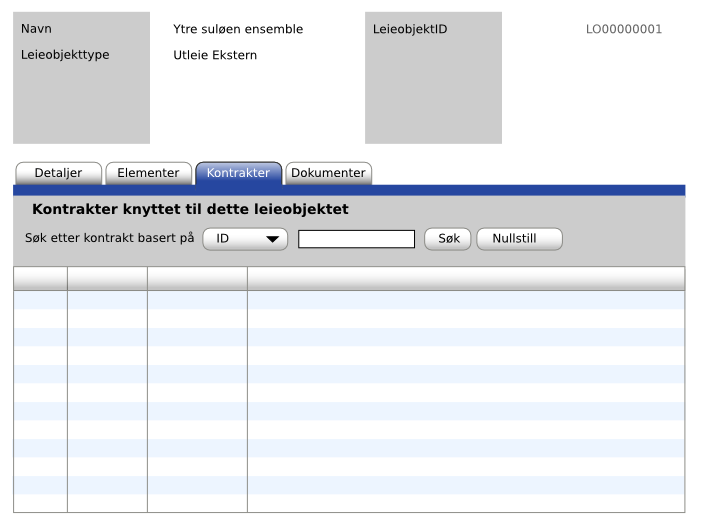 Navn Ytre suløen ensemble LeieobjektID LO00000001
Leieobjekttype Utleie Ekstern
Detaljer Elementer Kontrakter Dokumenter
Kontrakter knyttet til dette leieobjektet
Søk etter kontrakt basert på ID Søk Nullstill